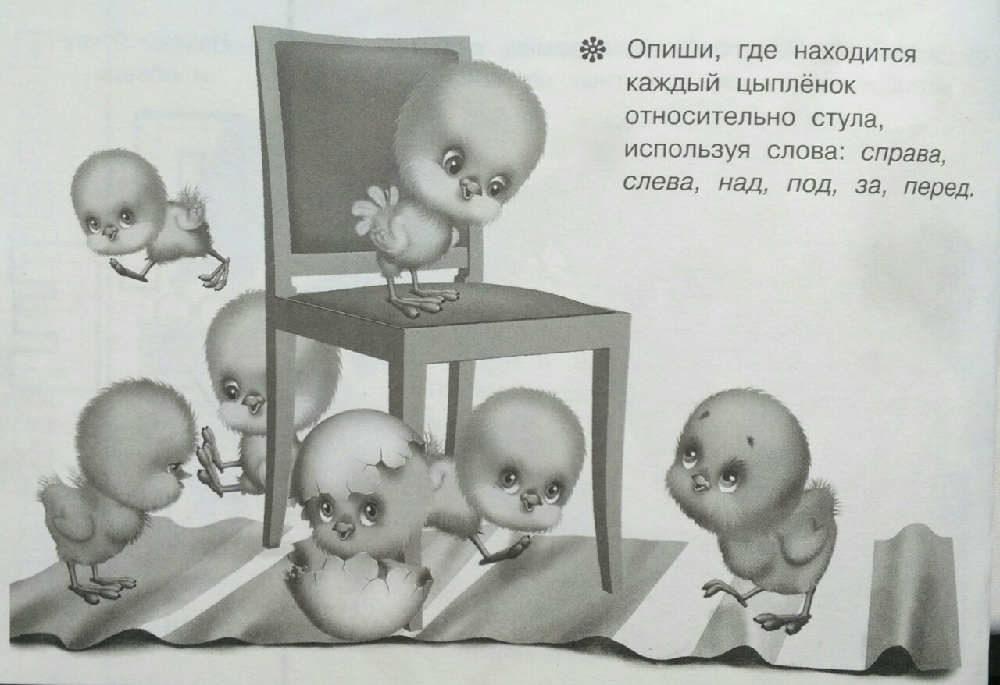 Опиши, где находится
каждый цыплёнок
относительно стула,
используя слова: справа,
слева, над, под, за, перед.